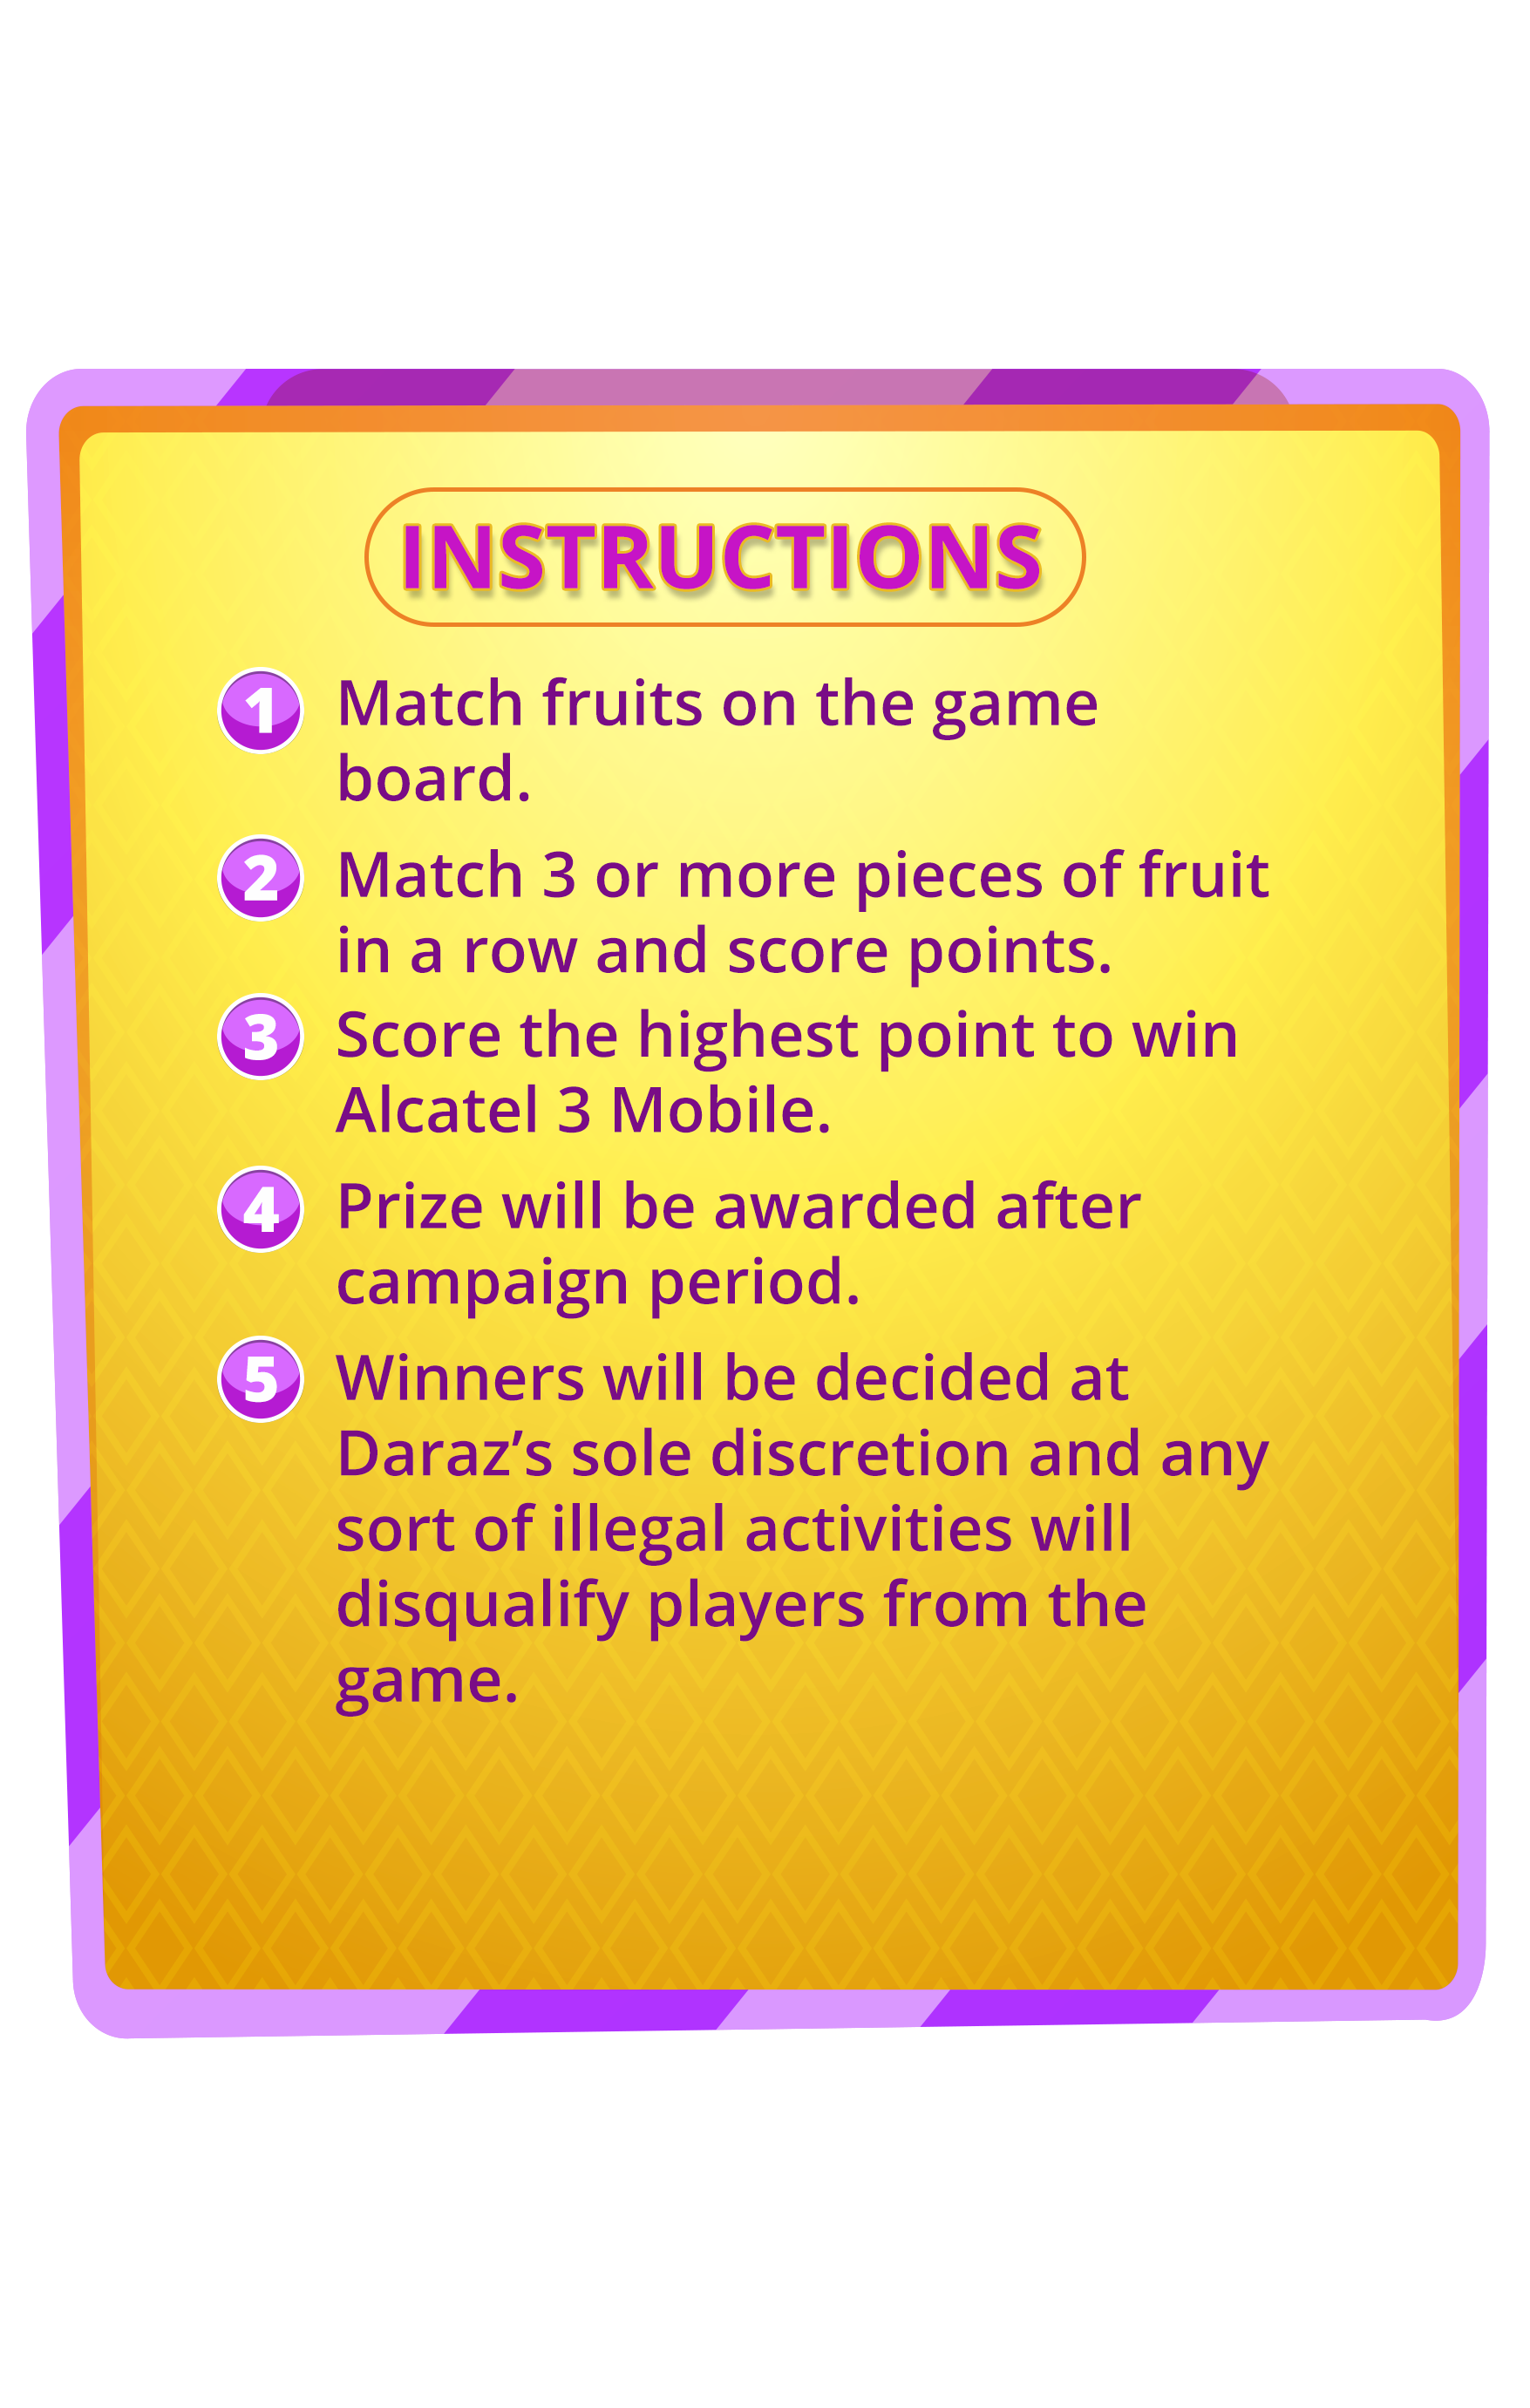 INSTRUCTIONS
1 Match fruits on the game
board.
2 Match 3 or more pieces of fruit
in a row and score points.
3 Score the highest point to win
Alcatel 3 Mobile.
4 Prize will be awarded after
campaign period.
5 Winners will be decided at
Daraz’s sole discretion and any
sort of illegal activities will
disqualify players from the
game.